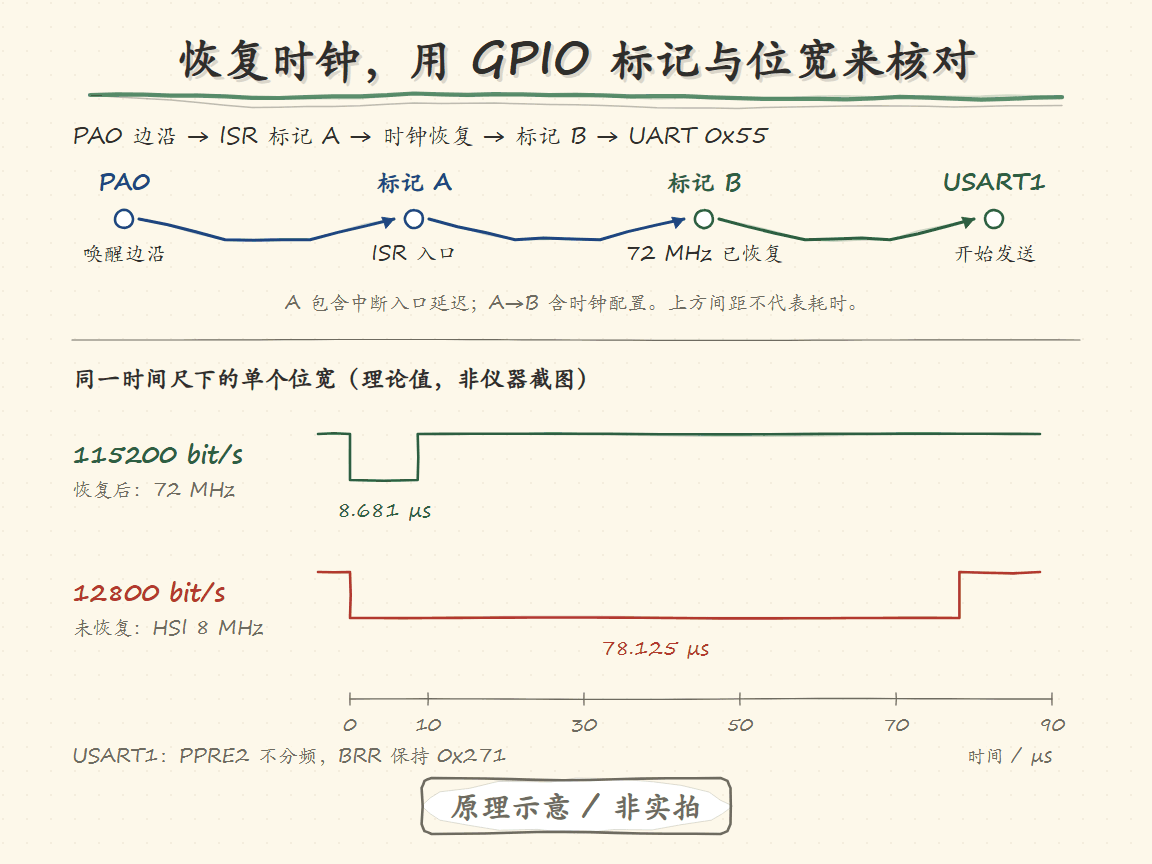 恢复时钟，用 GPIO 标记与位宽来核对
PA0 边沿 → ISR 标记 A → 时钟恢复 → 标记 B → UART 0x55
PA0 标记 A 标记 B USART1
唤醒边沿 ISR 入口 72 MHz 已恢复 开始发送
A 包含中断入口延迟；A→B 含时钟配置。上方间距不代表耗时。
同一时间尺下的单个位宽（理论值，非仪器截图）
115200 bit/s
恢复后：72 MHz
8.681 µs
12800 bit/s
未恢复：HSI 8 MHz
78.125 µs
0 10 30 50 70 90
USART1：PPRE2 不分频，BRR 保持 0x271 时间 / µs
原理示意 / 非实拍